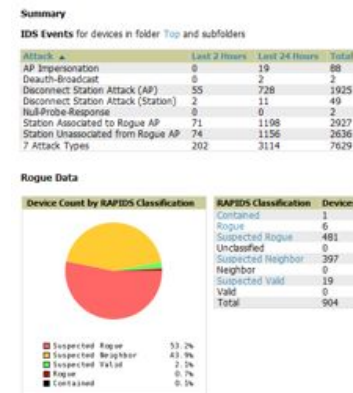 Summary
IDS Events for devices in folder Top and subfolders
Attack ▲ Last 2 Hours Last 24 Hours Total
AP Impersonation 0 19 88
Deauth-Broadcast 0 2 2
Disconnect Station Attack (AP) 55 728 1925
Disconnect Station Attack (Station) 2 11 49
Null-Probe-Response 0 0 2
Station Associated to Rogue AP 71 1198 2927
Station Unassociated from Rogue AP 74 1156 2636
7 Attack Types 202 3114 7629
Rogue Data
Device Count by RAPIDS Classification
Suspected Rogue 53.2%
Suspected Neighbor 43.9%
Suspected Valid 2.1%
Rogue 0.7%
Contained 0.1%
RAPIDS Classification Devices
Contained 1
Rogue 6
Suspected Rogue 481
Unclassified 0
Suspected Neighbor 397
Neighbor 0
Suspected Valid 19
Valid 0
Total 904